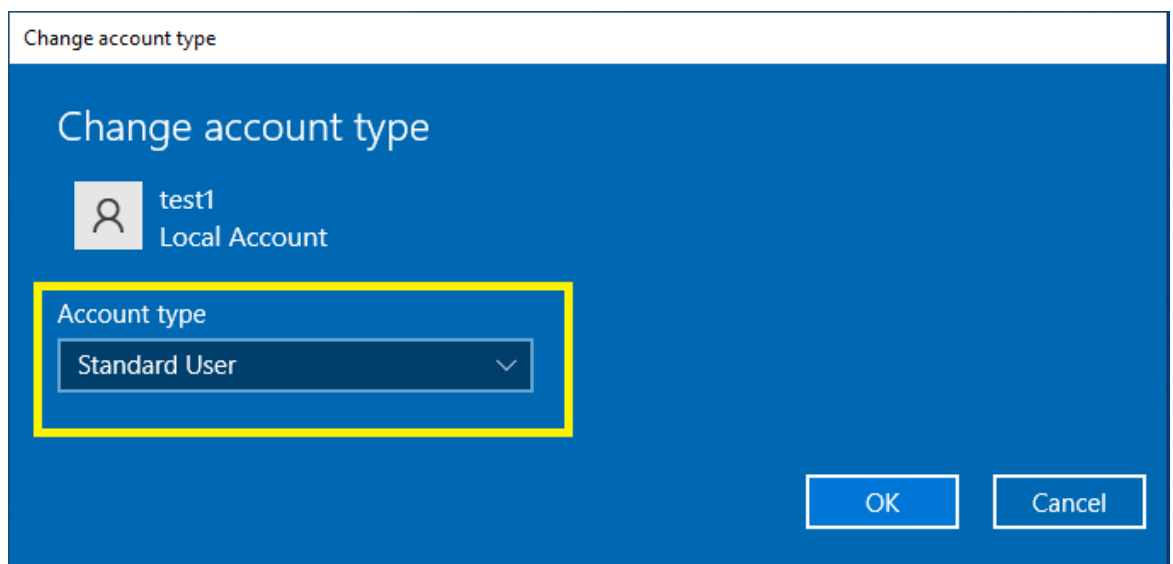 Change account type
Change account type
test1
Local Account
Account type
Standard User
OK
Cancel